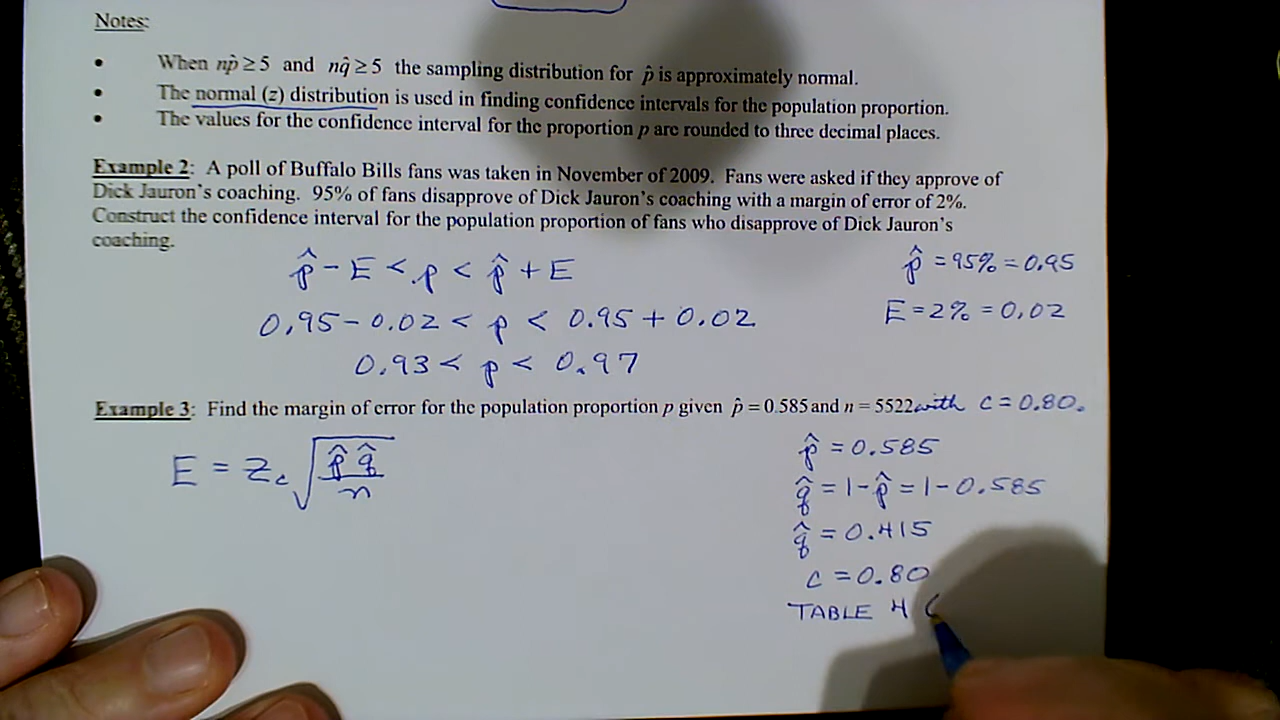 Notes:
• When np̂ ≥ 5 and nq̂ ≥ 5 the sampling distribution for p̂ is approximately normal.
• The normal (z) distribution is used in finding confidence intervals for the population proportion.
• The values for the confidence interval for the proportion p are rounded to three decimal places.
Example 2: A poll of Buffalo Bills fans was taken in November of 2009. Fans were asked if they approve of
Dick Jauron's coaching. 95% of fans disapprove of Dick Jauron's coaching with a margin of error of 2%.
Construct the confidence interval for the population proportion of fans who disapprove of Dick Jauron's
coaching.
p̂ - E < p < p̂ + E
p̂ = 95% = 0.95
0.95 - 0.02 < p < 0.95 + 0.02
E = 2% = 0.02
0.93 < p < 0.97
Example 3: Find the margin of error for the population proportion p given p̂ = 0.585 and n = 5522 with c = 0.80.
E = Zc √(p̂ q̂ / n)
p̂ = 0.585
q̂ = 1 - p̂ = 1 - 0.585
q̂ = 0.415
c = 0.80
TABLE 4 (